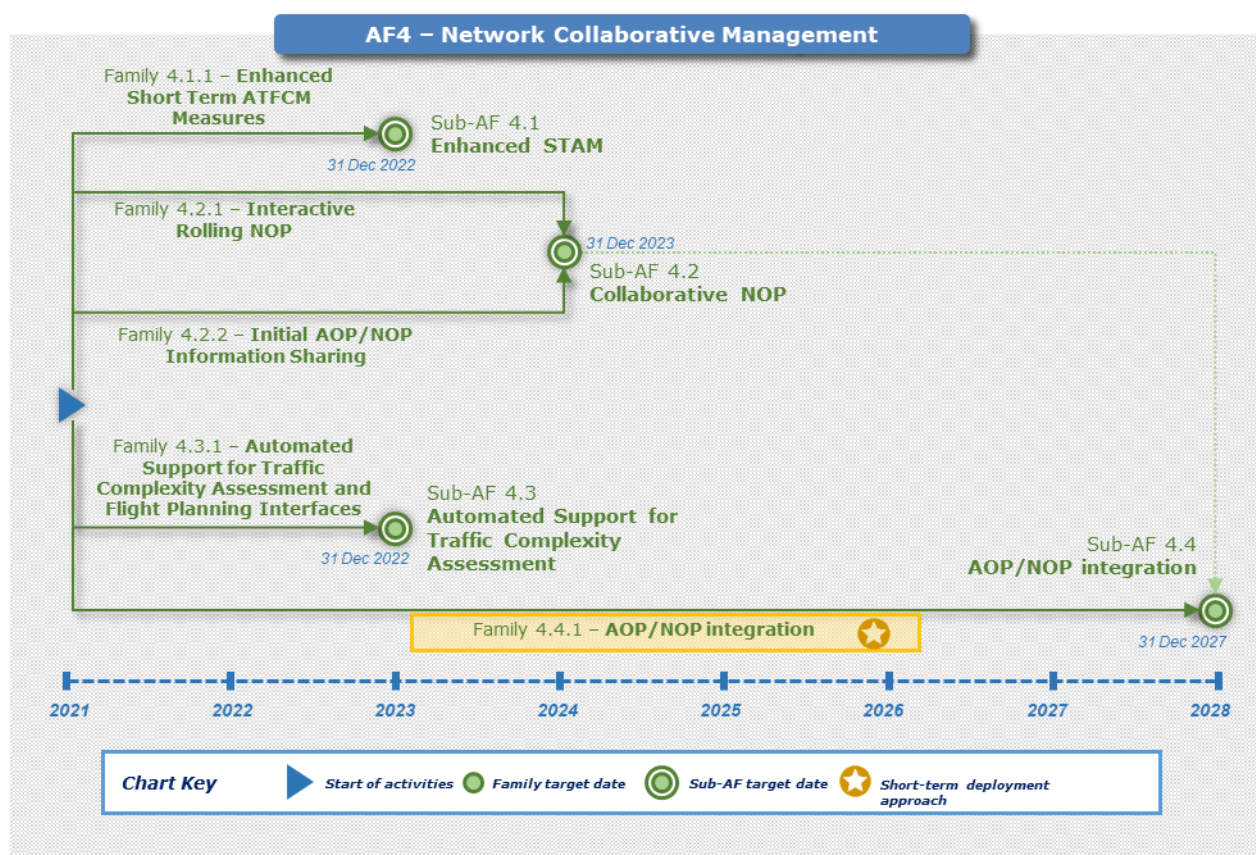 AF4 – Network Collaborative Management
Family 4.1.1 – Enhanced
Short Term ATFCM
Measures
Sub-AF 4.1
Enhanced STAM
31 Dec 2022
Family 4.2.1 – Interactive
Rolling NOP
31 Dec 2023
Sub-AF 4.2
Collaborative NOP
Family 4.2.2 – Initial AOP/NOP
Information Sharing
Family 4.3.1 – Automated
Support for Traffic
Complexity Assessment and
Flight Planning Interfaces
Sub-AF 4.3
Automated Support for
Traffic Complexity
Assessment
31 Dec 2022
Sub-AF 4.4
AOP/NOP integration
Family 4.4.1 – AOP/NOP integration
31 Dec 2027
2021 2022 2023 2024 2025 2026 2027 2028
Chart Key
Start of activities
Family target date
Sub-AF target date
Short-term deployment
approach